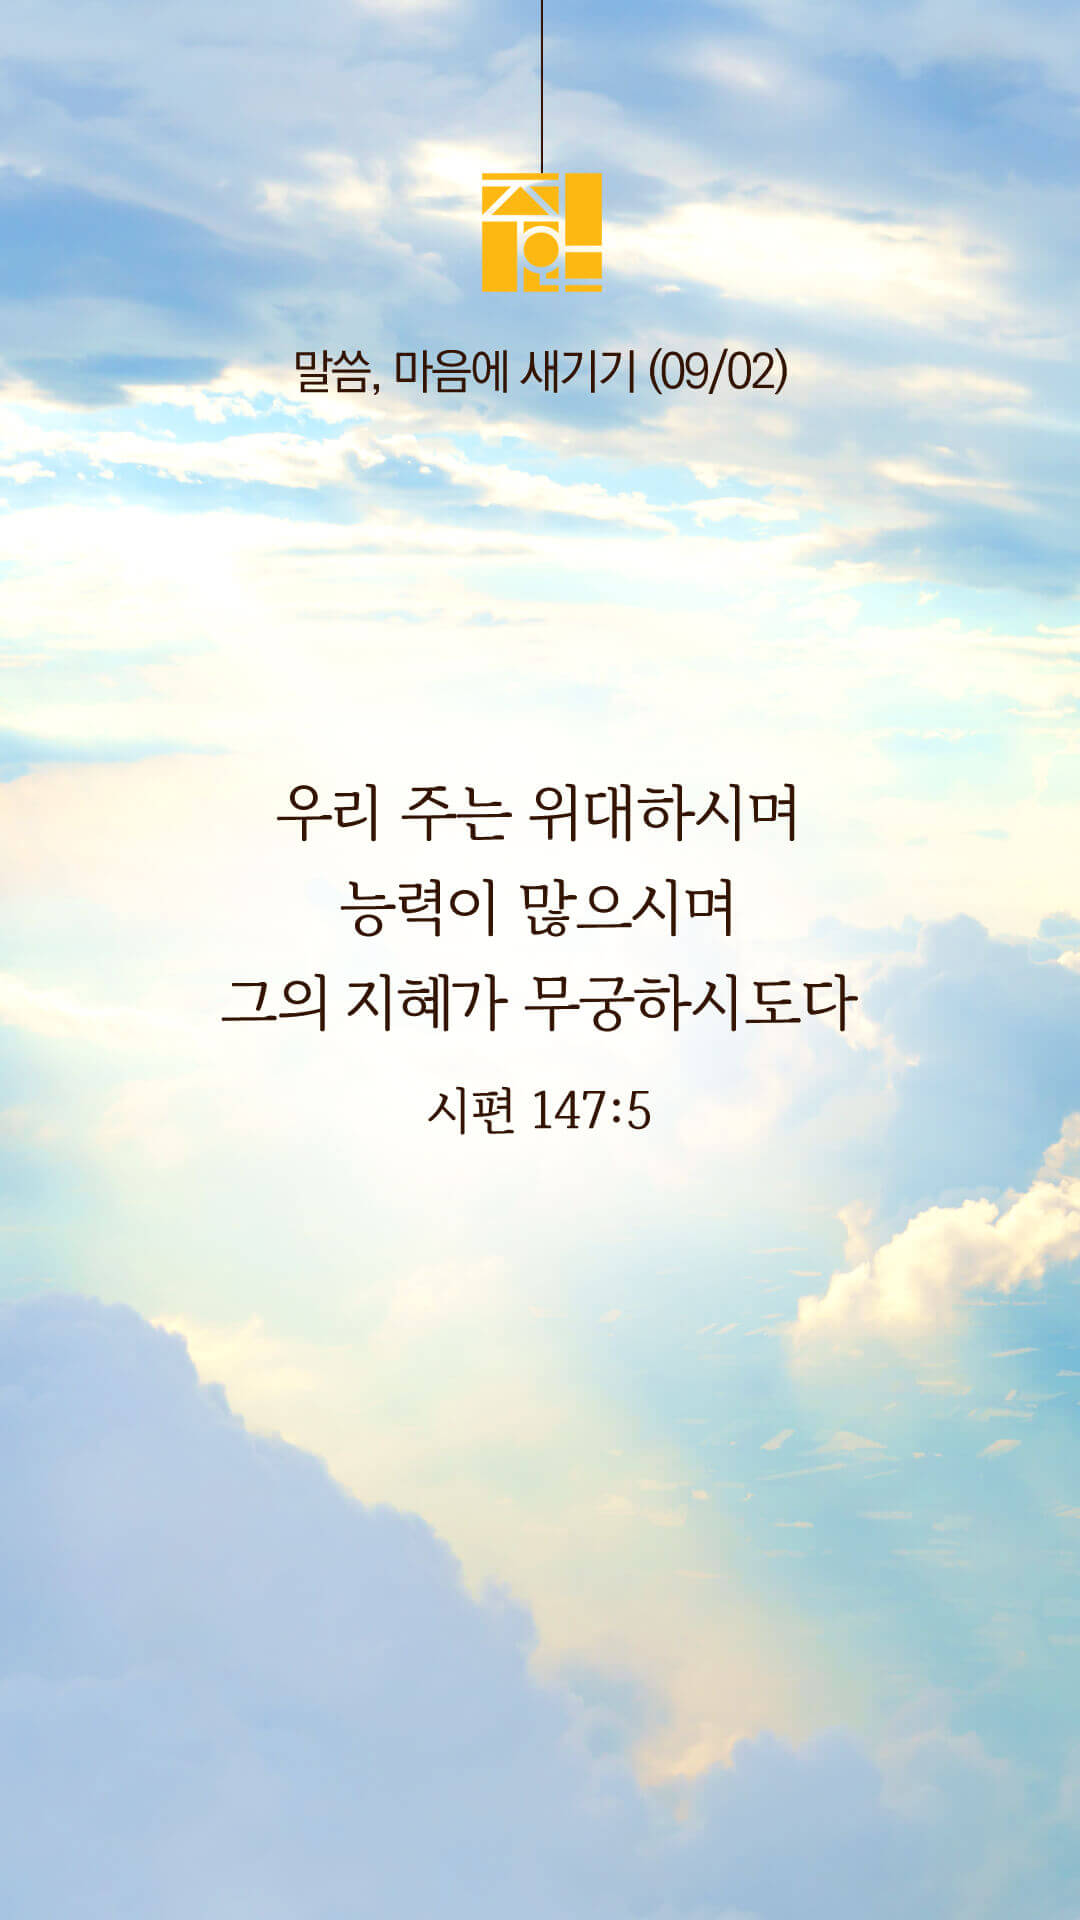 말씀, 마음에 새기기 (09/02)
우리 주는 위대하시며
능력이 많으시며
그의 지혜가 무궁하시도다
시편 147:5